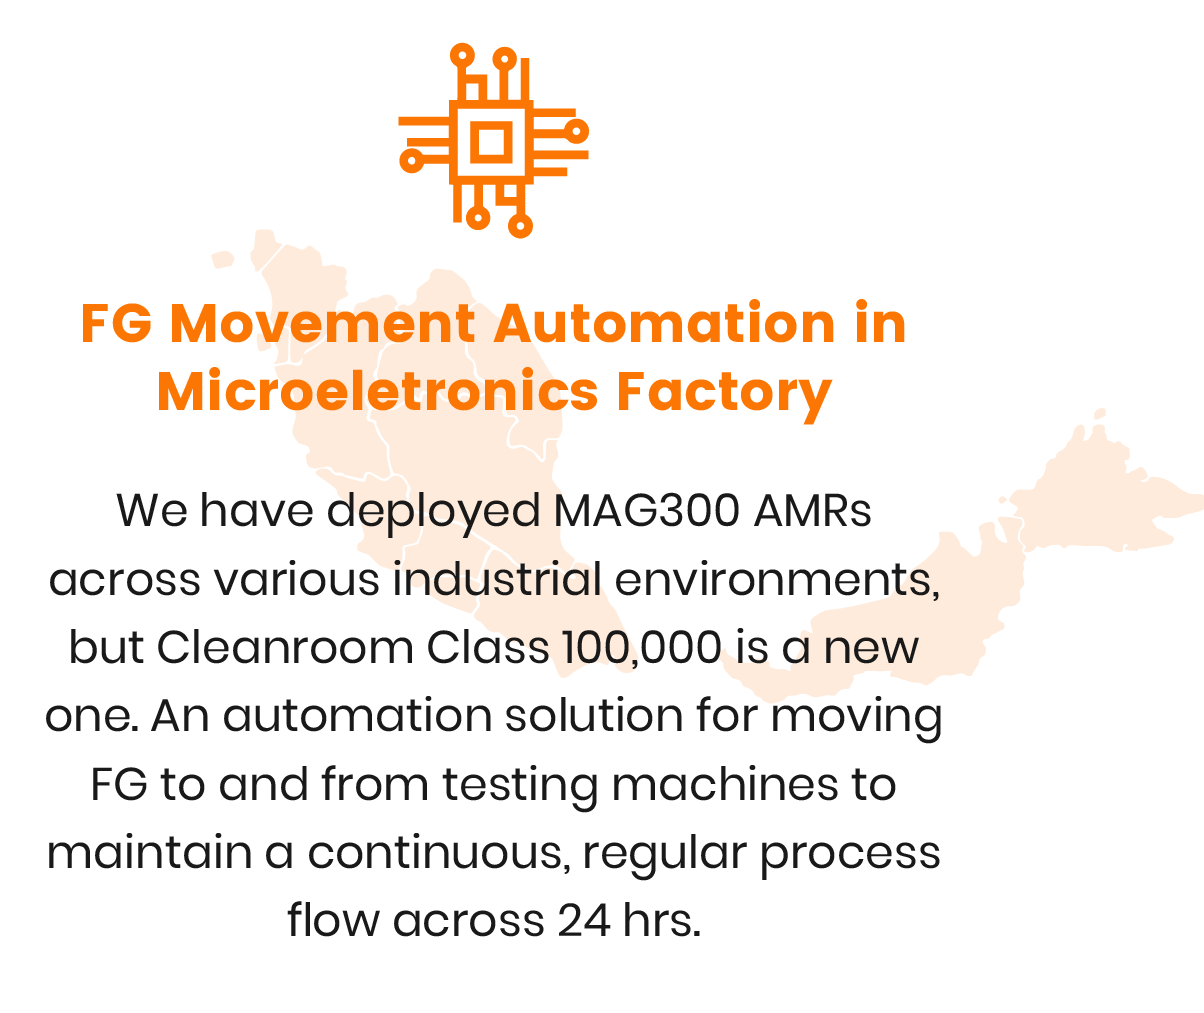 FG Movement Automation in
Microeletronics Factory
We have deployed MAG300 AMRs
across various industrial environments,
but Cleanroom Class 100,000 is a new
one. An automation solution for moving
FG to and from testing machines to
maintain a continuous, regular process
flow across 24 hrs.